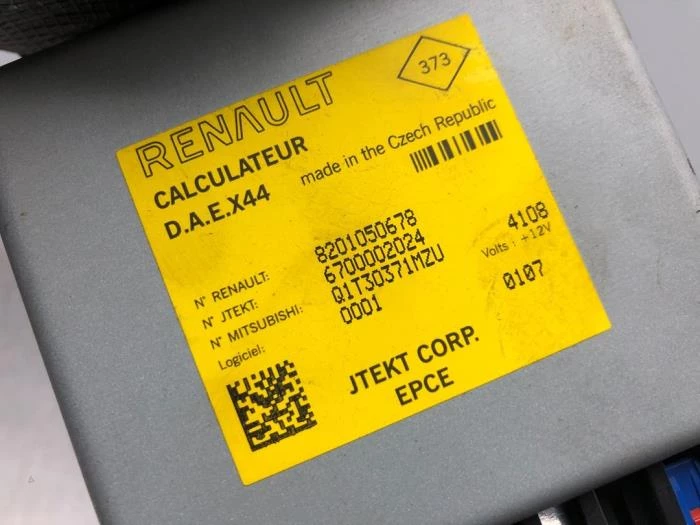 RENAULT
373
CALCULATEUR
D.A.E.X44
made in the Czech Republic
N° RENAULT: 8201050678
N° JTEKT: 6700002024
N° MITSUBISHI: Q1T30371MZU
Logiciel: 0001
4108
Volts : +12V
0107
JTEKT CORP.
EPCE